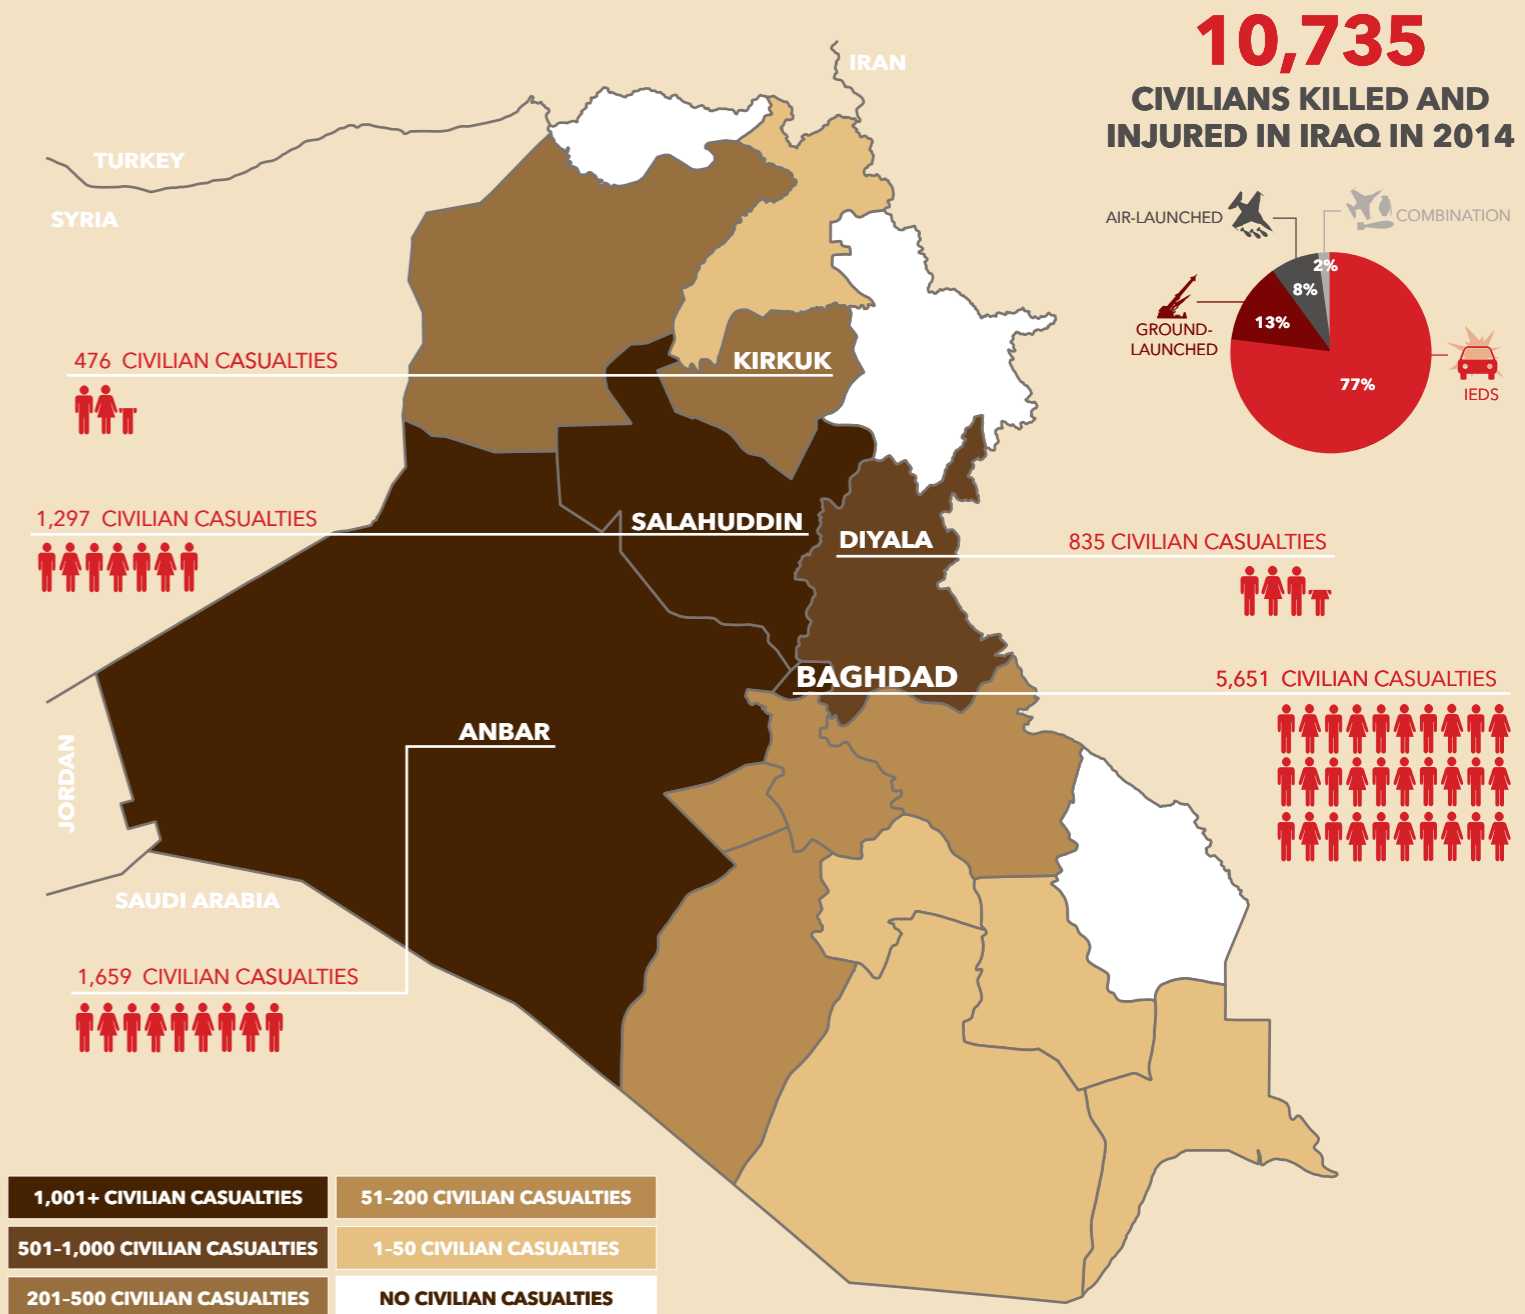 10,735
CIVILIANS KILLED AND
INJURED IN IRAQ IN 2014
IRAN
TURKEY
SYRIA
AIR-LAUNCHED
COMBINATION
2%
8%
13%
GROUND-
LAUNCHED
77%
IEDS
476 CIVILIAN CASUALTIES
KIRKUK
1,297 CIVILIAN CASUALTIES
SALAHUDDIN
DIYALA
835 CIVILIAN CASUALTIES
BAGHDAD
5,651 CIVILIAN CASUALTIES
ANBAR
JORDAN
SAUDI ARABIA
1,659 CIVILIAN CASUALTIES
1,001+ CIVILIAN CASUALTIES
51–200 CIVILIAN CASUALTIES
501–1,000 CIVILIAN CASUALTIES
1–50 CIVILIAN CASUALTIES
201–500 CIVILIAN CASUALTIES
NO CIVILIAN CASUALTIES